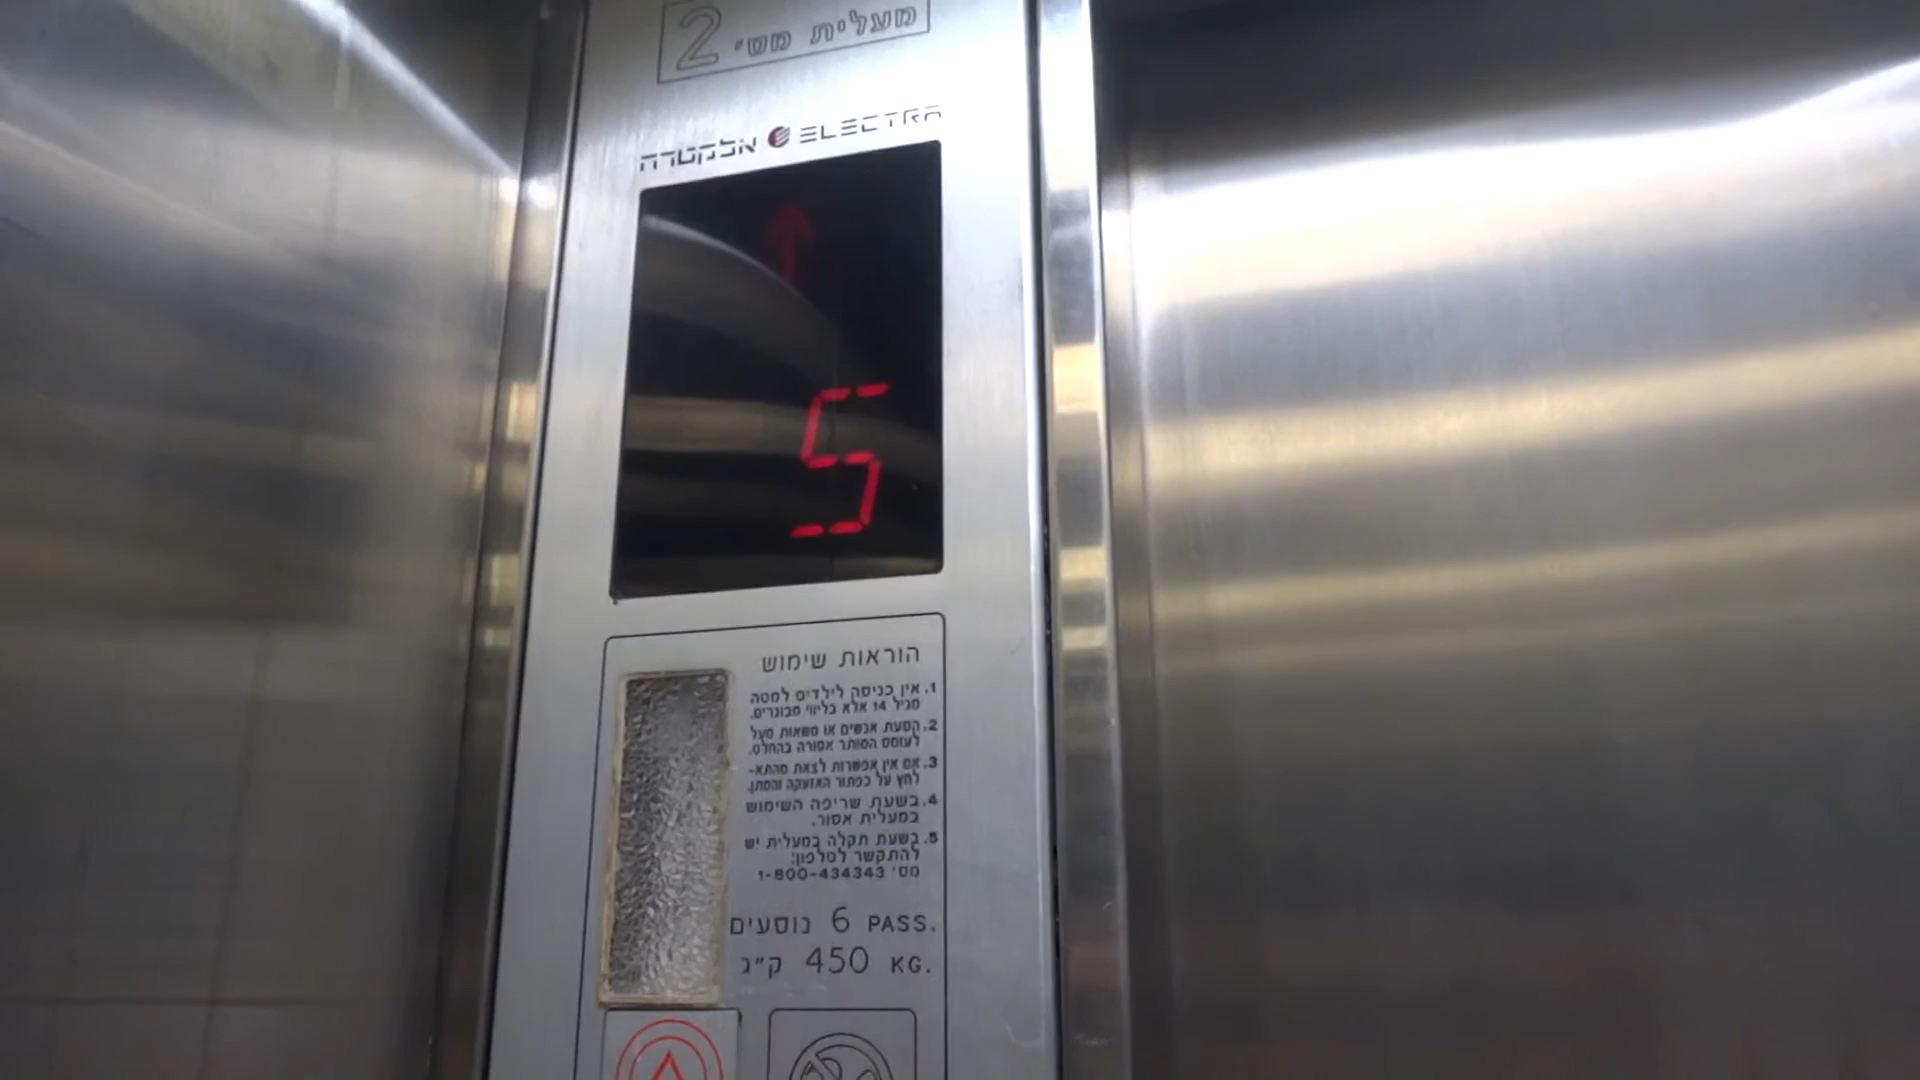 מעלית מס׳ 2
אלקטרה ELECTRA
5
הוראות שימוש
1. אין כניסה לילדים למטה
מגיל 14 אלא בליווי מבוגרים.
2. הסעת אנשים או משאות מעל
לעומס המותר אסורה בהחלט.
3. אם אין אפשרות לצאת מהתא-
לחץ על כפתור האזעקה והמתן.
4. בשעת שריפה השימוש
במעלית אסור.
5. בשעת תקלה במעלית יש
להתקשר לטלפון:
מס׳ 1-800-434343
נוסעים 6 PASS.
ק״ג 450 KG.